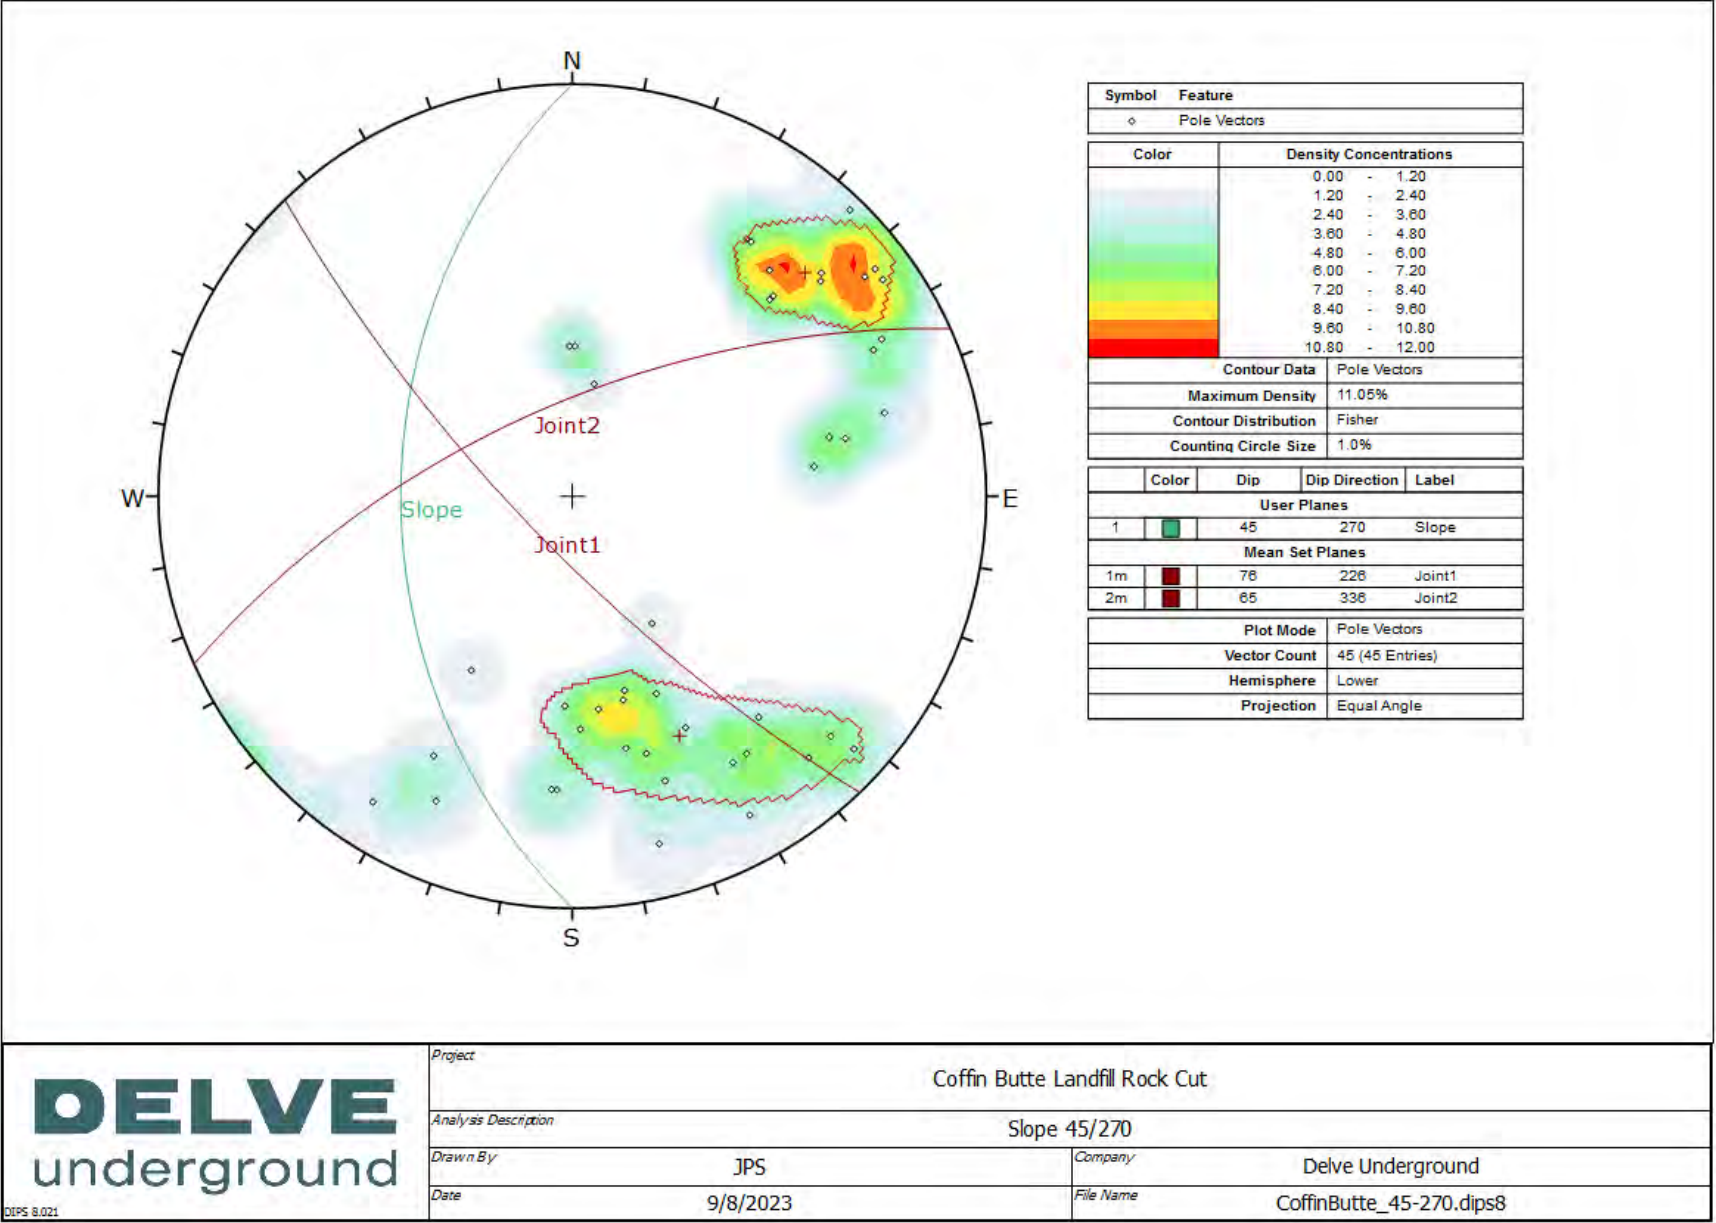 N
W
E
S
Joint2
Slope
Joint1
Symbol Feature
Pole Vectors
Color Density Concentrations
0.00 - 1.20
1.20 - 2.40
2.40 - 3.60
3.60 - 4.80
4.80 - 6.00
6.00 - 7.20
7.20 - 8.40
8.40 - 9.60
9.60 - 10.80
10.80 - 12.00
Contour Data Pole Vectors
Maximum Density 11.05%
Contour Distribution Fisher
Counting Circle Size 1.0%
Color Dip Dip Direction Label
User Planes
1 45 270 Slope
Mean Set Planes
1m 76 226 Joint1
2m 65 336 Joint2
Plot Mode Pole Vectors
Vector Count 45 (45 Entries)
Hemisphere Lower
Projection Equal Angle
DELVE
underground
DIPS 8.021
Project
Coffin Butte Landfill Rock Cut
Analysis Description
Slope 45/270
Drawn By
JPS
Company
Delve Underground
Date
9/8/2023
File Name
CoffinButte_45-270.dips8